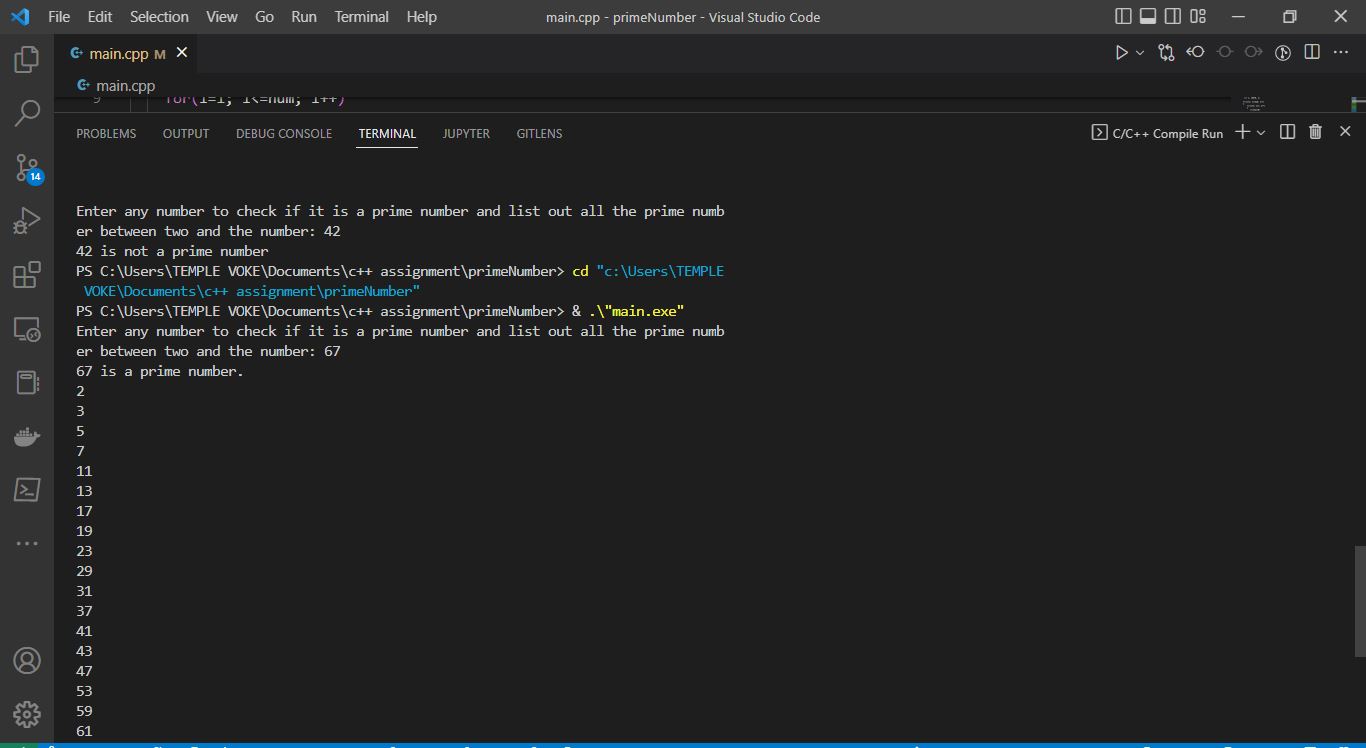 File Edit Selection View Go Run Terminal Help main.cpp - primeNumber - Visual Studio Code
main.cpp M
main.cpp
9 for(i=1; i<=num; i++)
PROBLEMS OUTPUT DEBUG CONSOLE TERMINAL JUPYTER GITLENS C/C++ Compile Run
14
Enter any number to check if it is a prime number and list out all the prime numb
er between two and the number: 42
42 is not a prime number
PS C:\Users\TEMPLE VOKE\Documents\c++ assignment\primeNumber> cd "c:\Users\TEMPLE
VOKE\Documents\c++ assignment\primeNumber"
PS C:\Users\TEMPLE VOKE\Documents\c++ assignment\primeNumber> & .\"main.exe"
Enter any number to check if it is a prime number and list out all the prime numb
er between two and the number: 67
67 is a prime number.
2
3
5
7
11
13
17
19
23
29
31
37
41
43
47
53
59
61